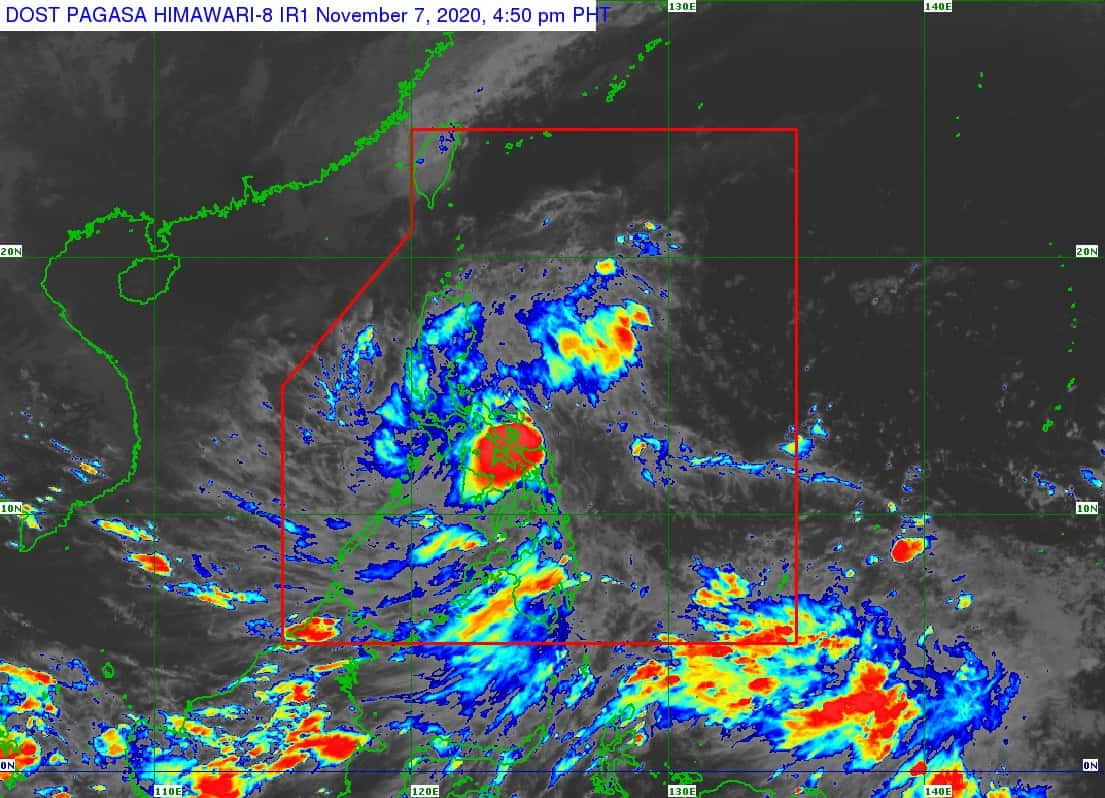 DOST PAGASA HIMAWARI-8 IR1 November 7, 2020, 4:50 pm PHT
130E 140E
20N 20N
10N 10N
0N 0N
110E 120E 130E 140E